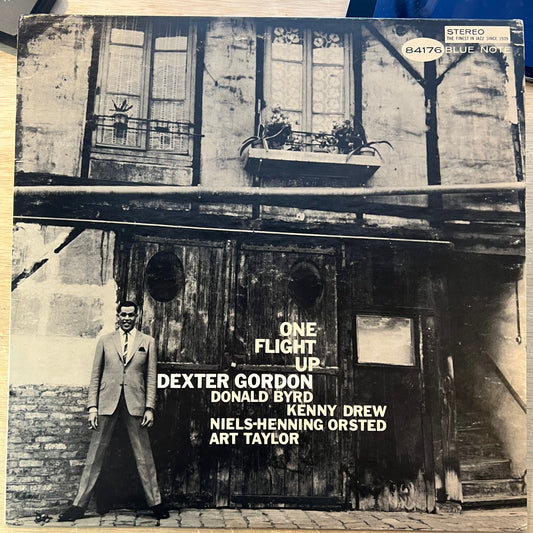 STEREO
THE FINEST IN JAZZ SINCE 1939
84176 BLUE NOTE
ONE
FLIGHT
UP
DEXTER GORDON
DONALD BYRD
KENNY DREW
NIELS-HENNING ORSTED
ART TAYLOR